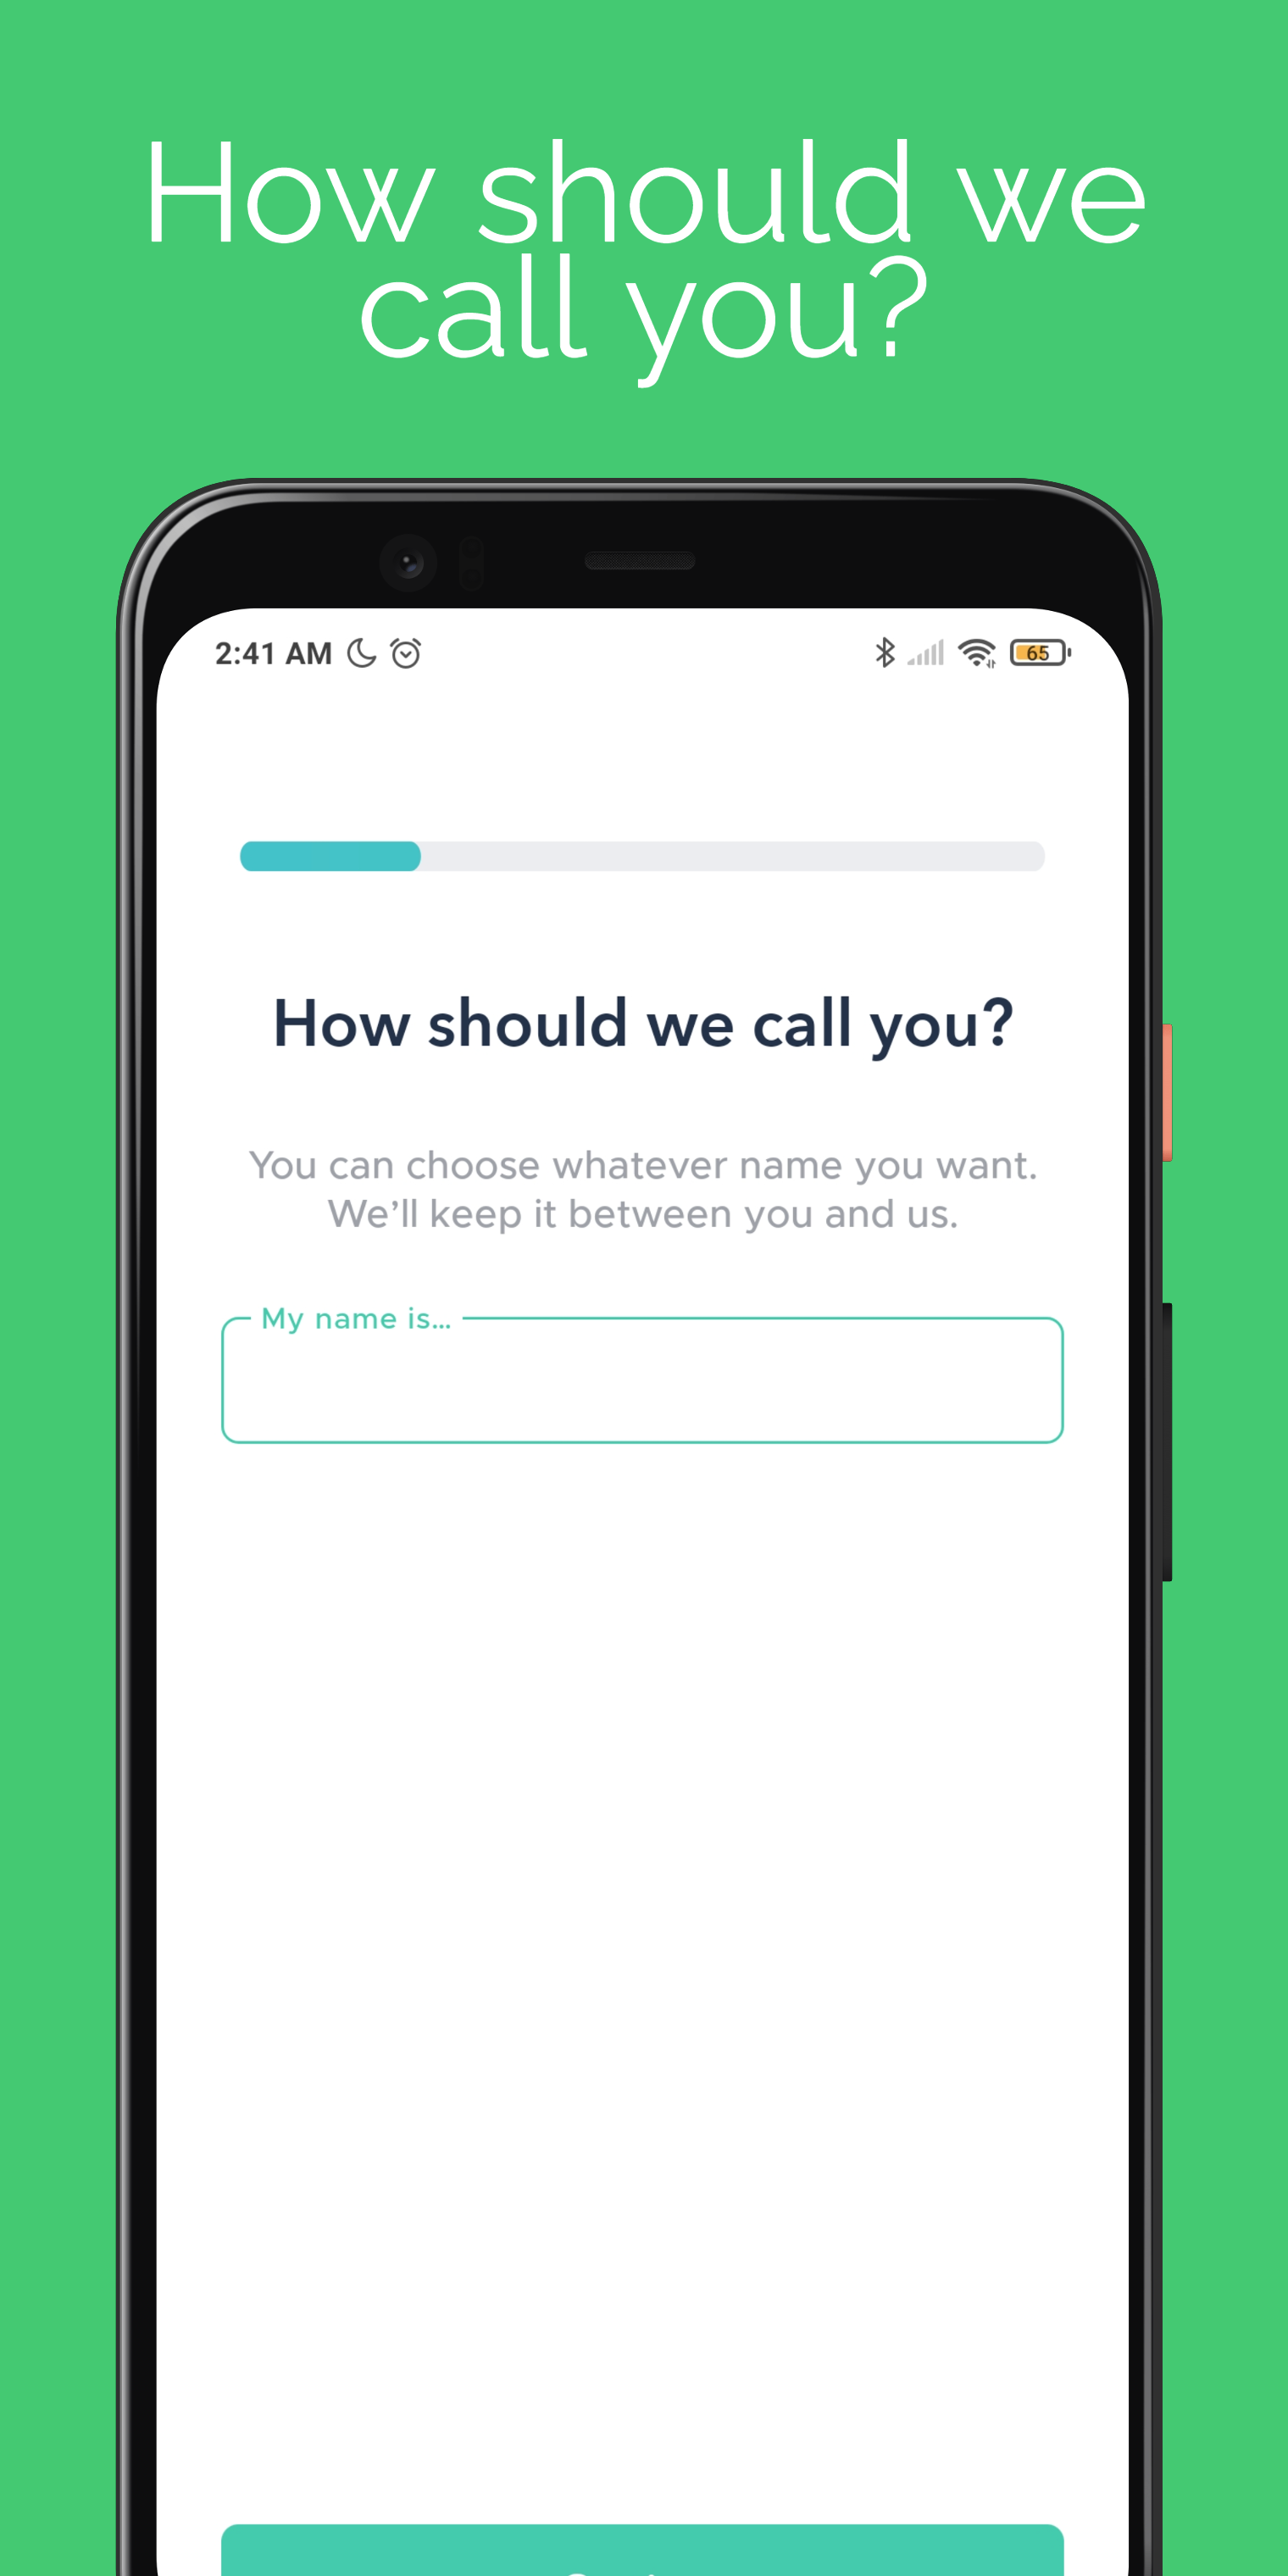 How should we
call you?
2:41 AM
65
How should we call you?
You can choose whatever name you want.
We’ll keep it between you and us.
My name is...